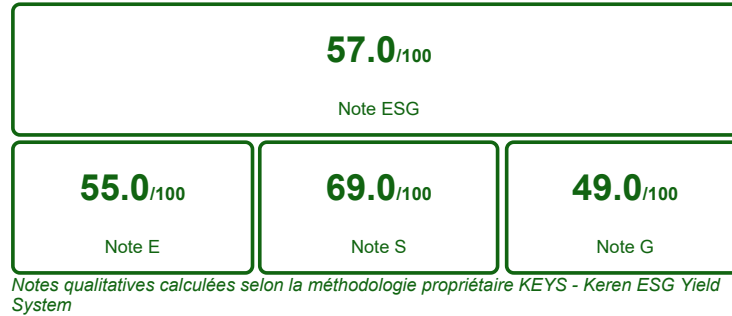 57.0/100
Note ESG
55.0/100
69.0/100
49.0/100
Note E
Note S
Note G
Notes qualitatives calculées selon la méthodologie propriétaire KEYS - Keren ESG Yield
System